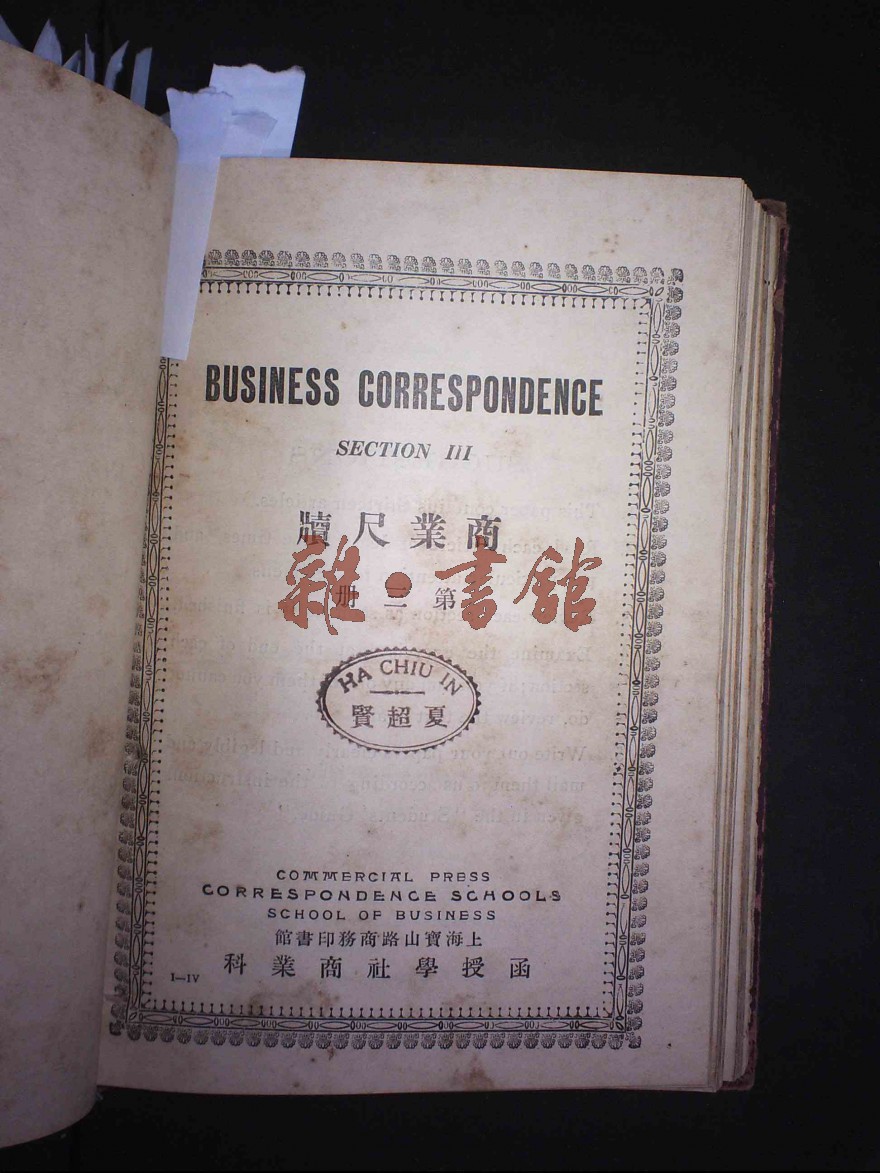 BUSINESS CORRESPONDENCE
SECTION III
商業尺牘
第三册
雜·書館
HA CHIU IN
夏超賢
COMMERCIAL PRESS
CORRESPONDENCE SCHOOLS
SCHOOL OF BUSINESS
上海寶山路商務印書館
函授學社商業科
I—IV